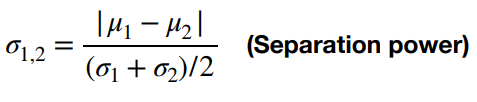 σ₁,₂ = |μ₁ − μ₂| / (σ₁ + σ₂)/2 (Separation power)